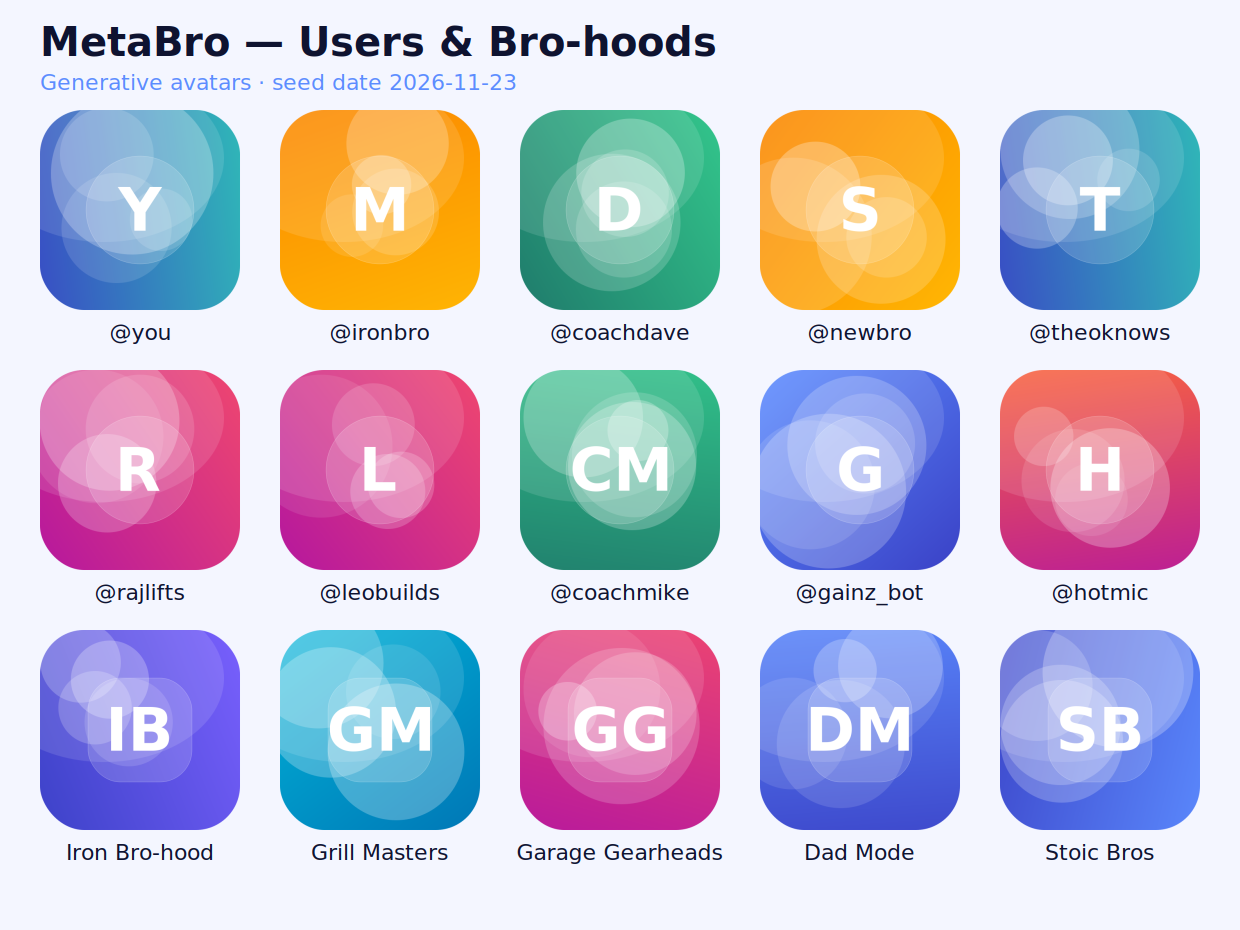 MetaBro — Users & Bro-hoods
Generative avatars · seed date 2026-11-23
Y M D S T
@you @ironbro @coachdave @newbro @theoknows
R L CM G H
@rajlifts @leobuilds @coachmike @gainz_bot @hotmic
IB GM GG DM SB
Iron Bro-hood Grill Masters Garage Gearheads Dad Mode Stoic Bros